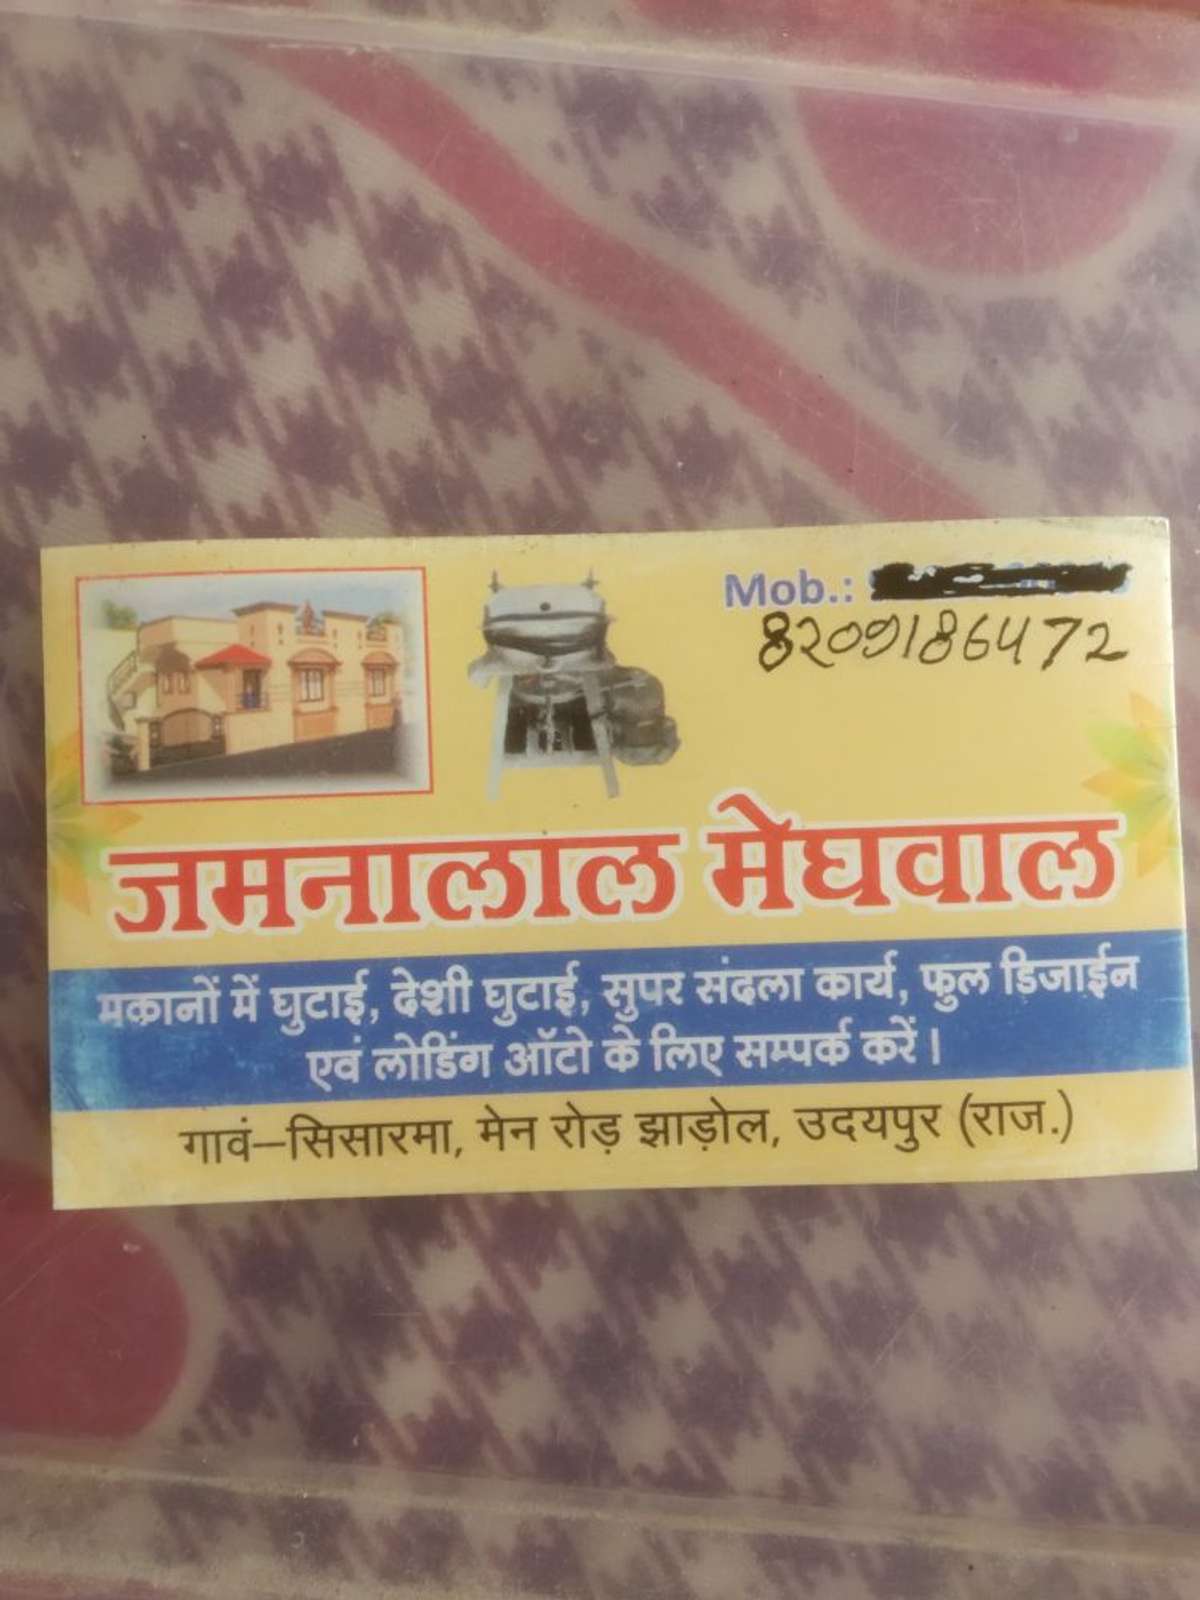 Mob.:
8209186472
जमनालाल मेघवाल
मकानों में घुटाई, देशी घुटाई, सुपर संदला कार्य, फुल डिजाईन
एवं लोडिंग ऑटो के लिए सम्पर्क करें।
गावं–सिसारमा, मेन रोड़ झाड़ोल, उदयपुर (राज.)